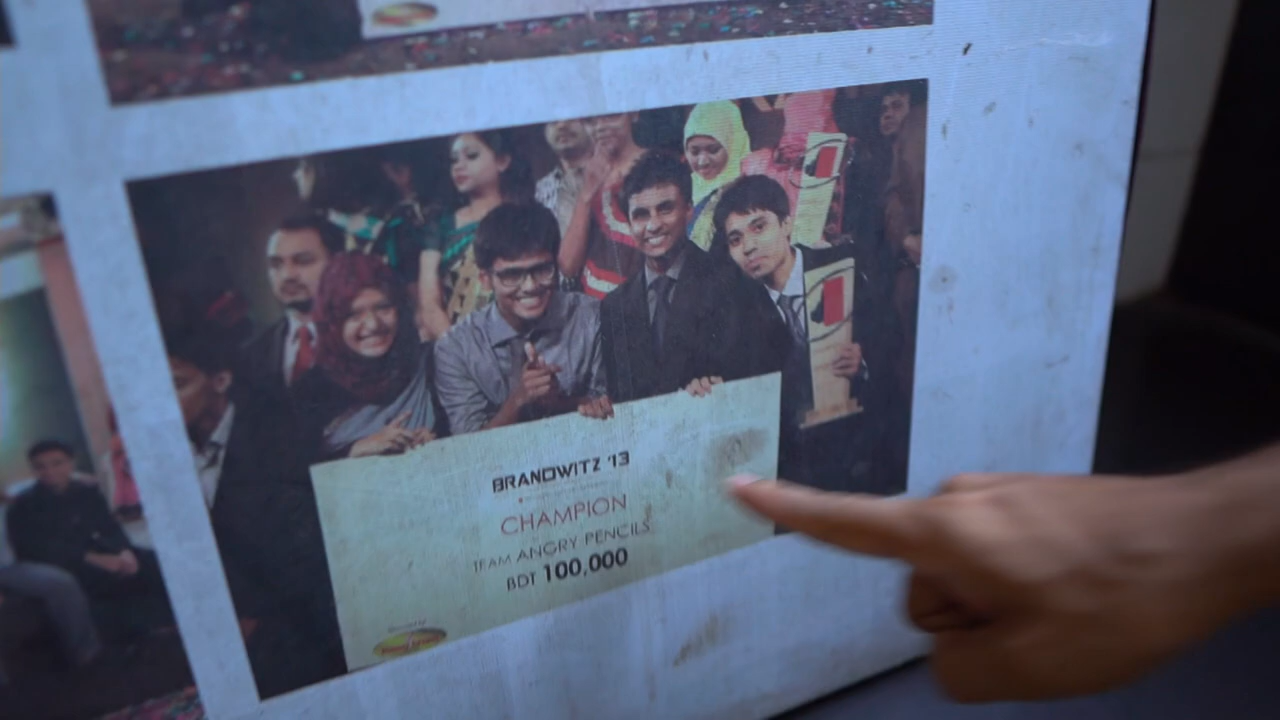 BRANDWITZ '13
CHAMPION
TEAM ANGRY PENCILS
BDT 100,000